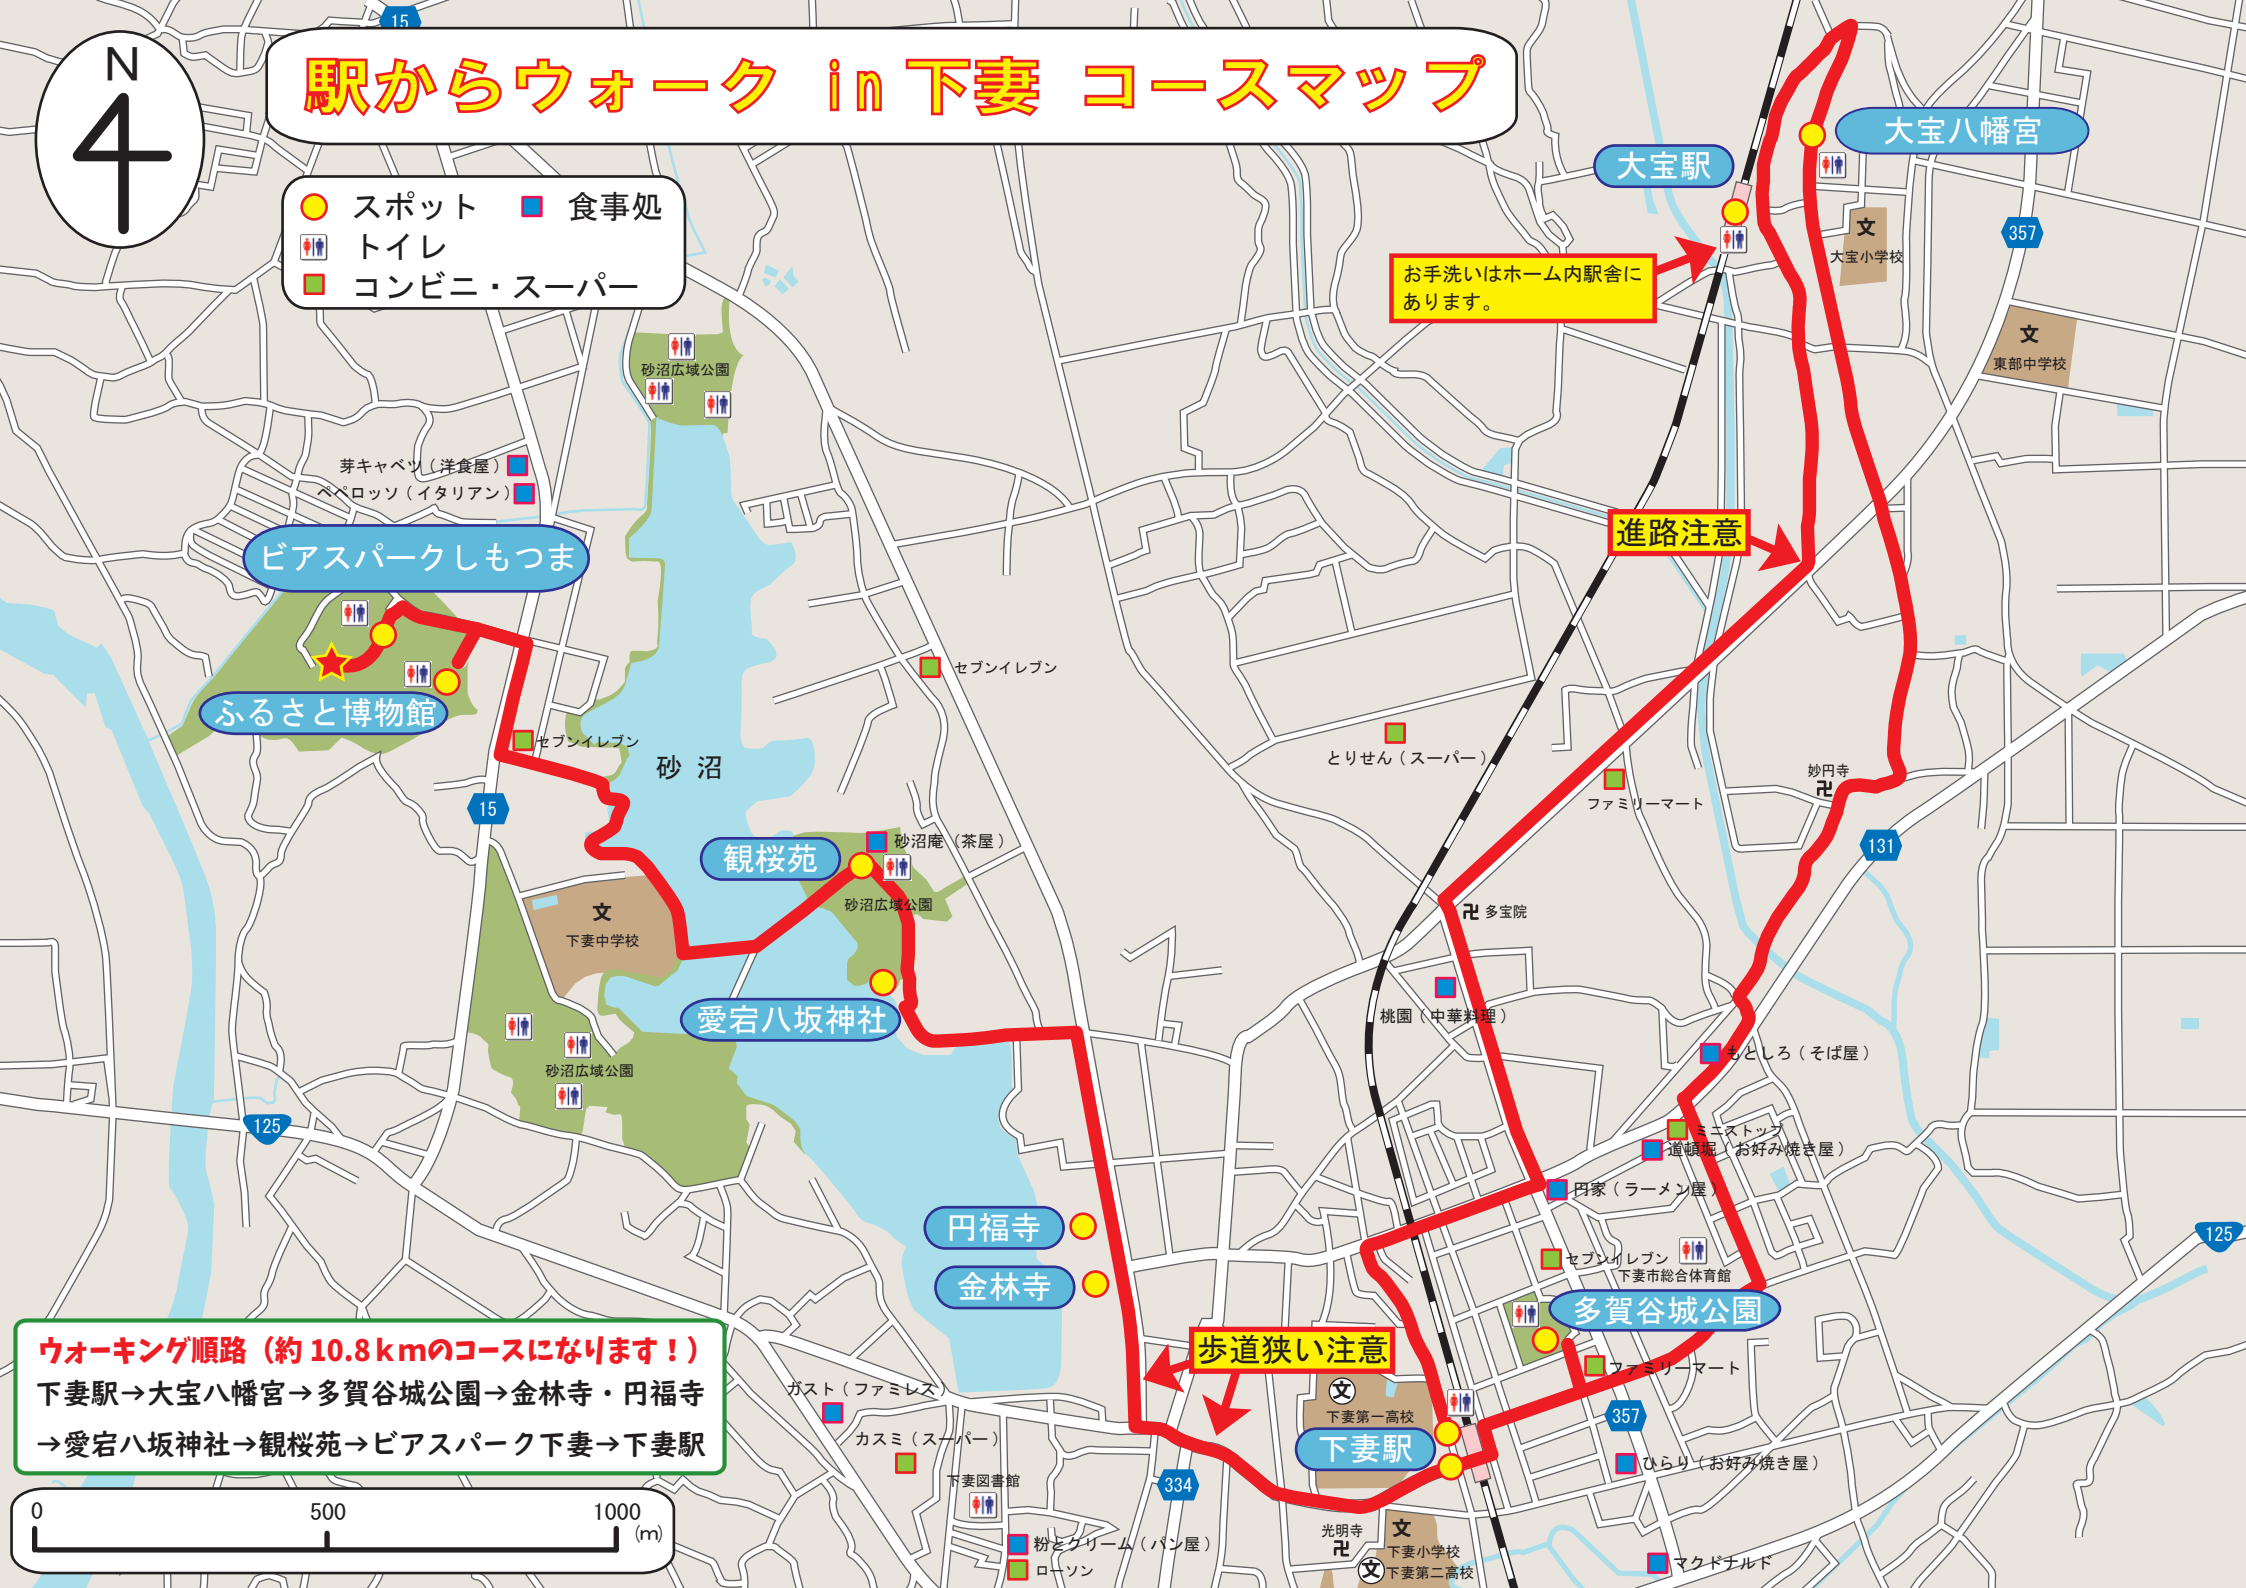 15
N
駅からウォーク in 下妻 コースマップ
スポット
食事処
トイレ
コンビニ・スーパー
大宝八幡宮
大宝駅
357
文
大宝小学校
お手洗いはホーム内駅舎に
あります。
文
東部中学校
砂沼広域公園
芽キャベツ(洋食屋)
ペペロッソ(イタリアン)
進路注意
ビアスパークしもつま
セブンイレブン
ふるさと博物館
セブンイレブン
砂沼
とりせん(スーパー)
妙円寺
ファミリーマート
15
131
観桜苑
砂沼庵(茶屋)
砂沼広域公園
文
下妻中学校
多宝院
桃園(中華料理)
愛宕八坂神社
もとしろ(そば屋)
砂沼広域公園
125
ミニストップ
道頓堀(お好み焼き屋)
円家(ラーメン屋)
円福寺
125
セブンイレブン
下妻市総合体育館
金林寺
多賀谷城公園
歩道狭い注意
ファミリーマート
ウォーキング順路(約10.8kmのコースになります!)
下妻駅→大宝八幡宮→多賀谷城公園→金林寺・円福寺
→愛宕八坂神社→観桜苑→ビアスパーク下妻→下妻駅
ガスト(ファミレス)
文
下妻第一高校
357
カスミ(スーパー)
下妻駅
ひらり(お好み焼き屋)
下妻図書館
334
0 500 1000
(m)
光明寺
文
下妻小学校
粉とクリーム(パン屋)
ローソン
文
下妻第二高校
マクドナルド